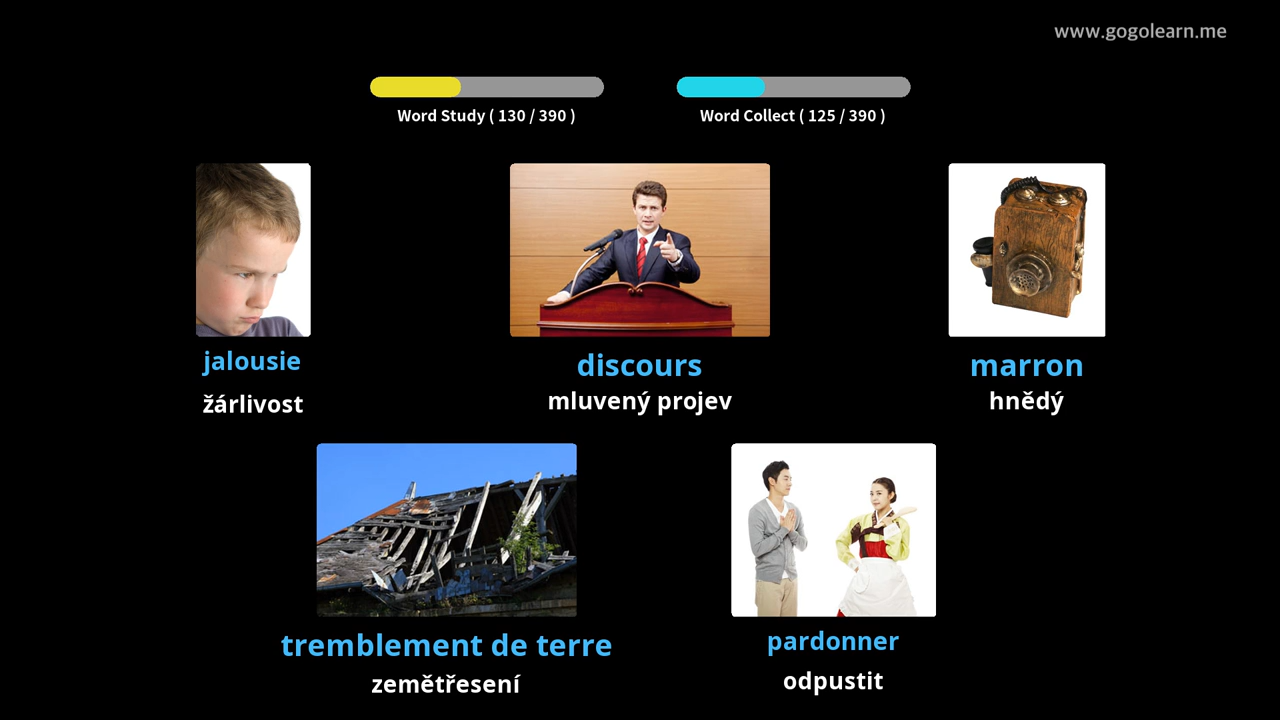 www.gogolearn.me
Word Study ( 130 / 390 )
Word Collect ( 125 / 390 )
jalousie
žárlivost
discours
mluvený projev
marron
hnědý
tremblement de terre
zemětřesení
pardonner
odpustit